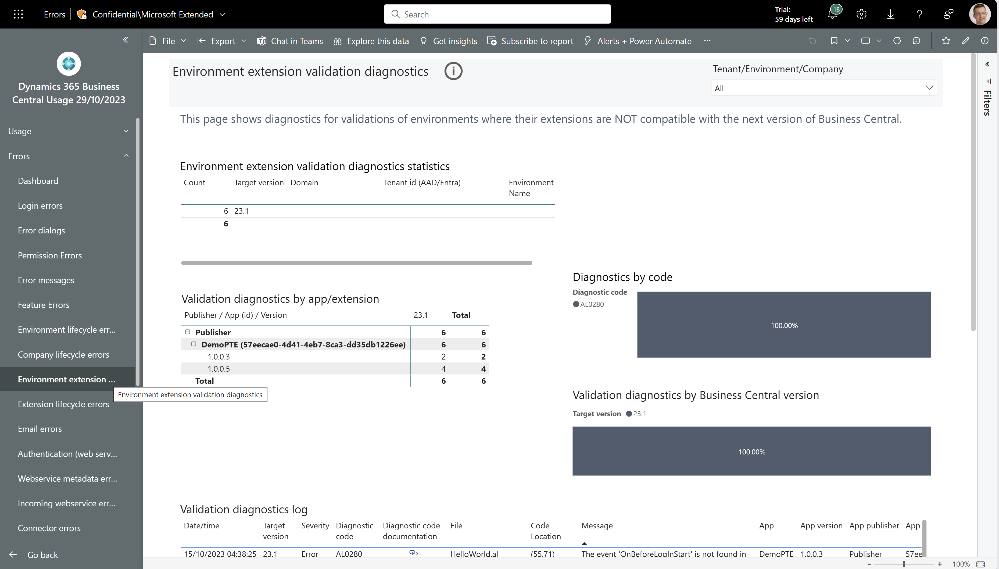 Errors
Confidential\Microsoft Extended
Search
Trial:
59 days left
18
File
Export
Chat in Teams
Explore this data
Get insights
Subscribe to report
Alerts + Power Automate
Dynamics 365 Business
Central Usage 29/10/2023
Usage
Errors
Dashboard
Login errors
Error dialogs
Permission Errors
Error messages
Feature Errors
Environment lifecycle err...
Company lifecycle errors
Environment extension ...
Environment extension validation diagnostics
Extension lifecycle errors
Email errors
Authentication (web serv...
Webservice metadata err...
Incoming webservice err...
Connector errors
Go back
Environment extension validation diagnostics
Tenant/Environment/Company
All
Filters
This page shows diagnostics for validations of environments where their extensions are NOT compatible with the next version of Business Central.
Environment extension validation diagnostics statistics
Count Target version Domain Tenant id (AAD/Entra) Environment
Name
6 23.1
6
Validation diagnostics by app/extension
Publisher / App (id) / Version 23.1 Total
Publisher 6 6
DemoPTE (57eecae0-4d41-4eb7-8ca3-dd35db1226ee) 6 6
1.0.0.3 2 2
1.0.0.5 4 4
Total 6 6
Diagnostics by code
Diagnostic code
AL0280
100.00%
Validation diagnostics by Business Central version
Target version 23.1
100.00%
Validation diagnostics log
Date/time Target Severity Diagnostic Diagnostic code File Code Message App App version App publisher App
version code documentation Location
15/10/2023 04:38:25 23.1 Error AL0280 HelloWorld.al (55,71) The event 'OnBeforeLogInStart' is not found in DemoPTE 1.0.0.3 Publisher 57ee
- + 100%